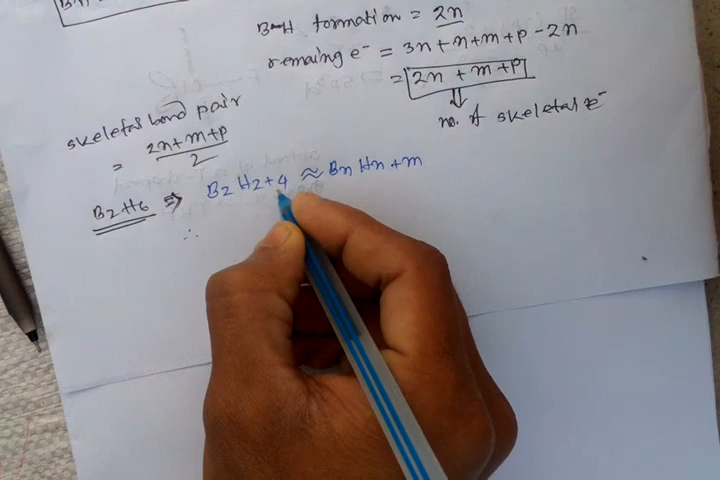 B-H formation = 2n
remaing e⁻ = 3n + n + m + p - 2n
= 2n + m + p
no. of skeletal e⁻
skeletal bond pair
= 2n+m+p / 2
B2H6 ⇒ B2 H2+4 ≈ Bn Hn+m
∴